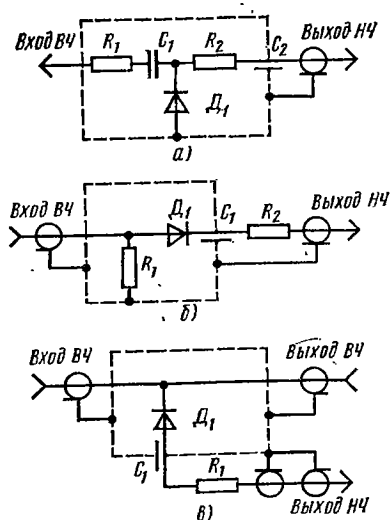 Вход ВЧ R₁ C₁ R₂ C₂ Выход НЧ
Д₁
а)
Вход ВЧ Д₁ C₁ R₂ Выход НЧ
R₁
б)
Вход ВЧ Выход ВЧ
Д₁
C₁ R₁ Выход НЧ
в)